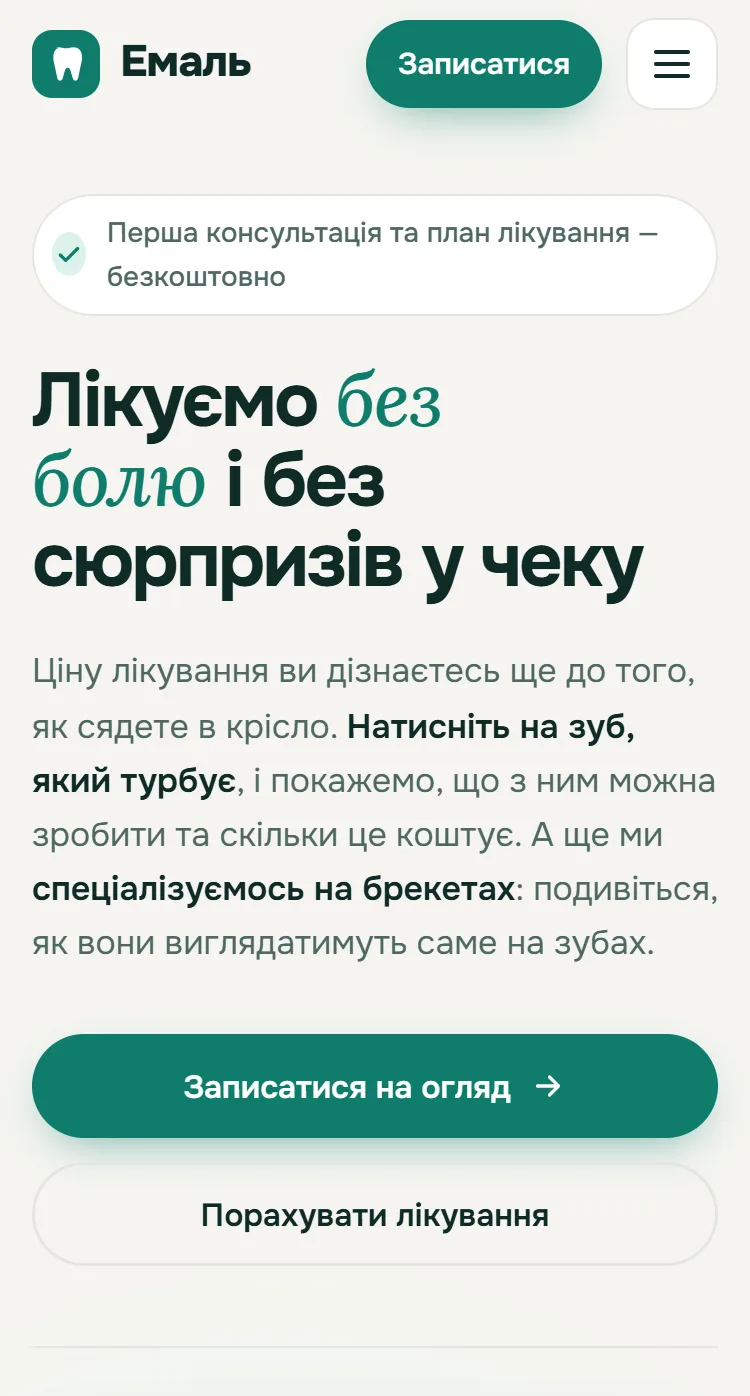 Емаль
Записатися
Перша консультація та план лікування —
безкоштовно
Лікуємо без
болю і без
сюрпризів у чеку
Ціну лікування ви дізнаєтесь ще до того,
як сядете в крісло. Натисніть на зуб,
який турбує, і покажемо, що з ним можна
зробити та скільки це коштує. А ще ми
спеціалізуємось на брекетах: подивіться,
як вони виглядатимуть саме на зубах.
Записатися на огляд →
Порахувати лікування